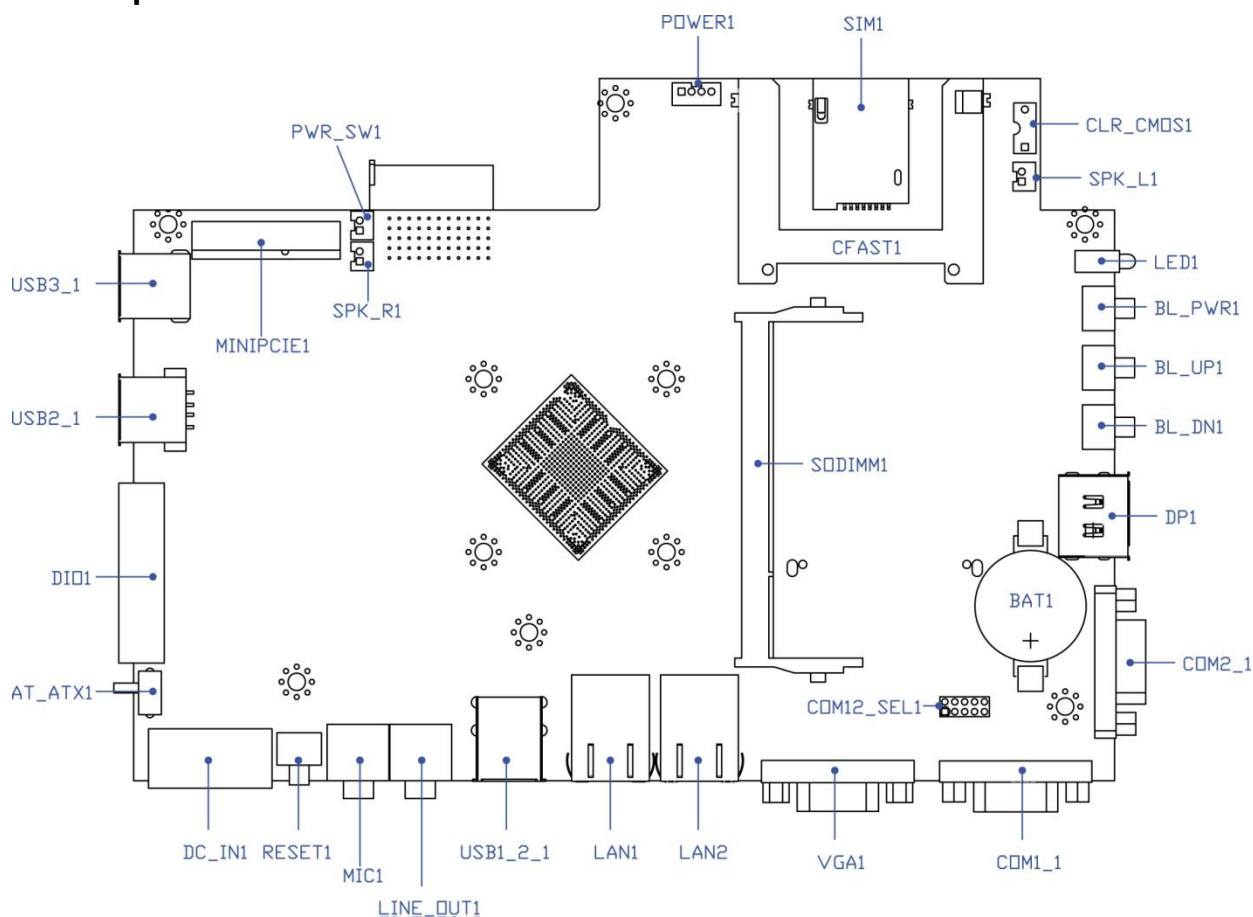 POWER1
SIM1
PWR_SW1
CLR_CMOS1
SPK_L1
CFAST1
LED1
USB3_1
SPK_R1
BL_PWR1
MINIPCIE1
BL_UP1
USB2_1
BL_DN1
SODIMM1
DP1
DIO1
BAT1
COM2_1
AT_ATX1
COM12_SEL1
DC_IN1
RESET1
USB1_2_1
LAN1
LAN2
VGA1
COM1_1
MIC1
LINE_OUT1